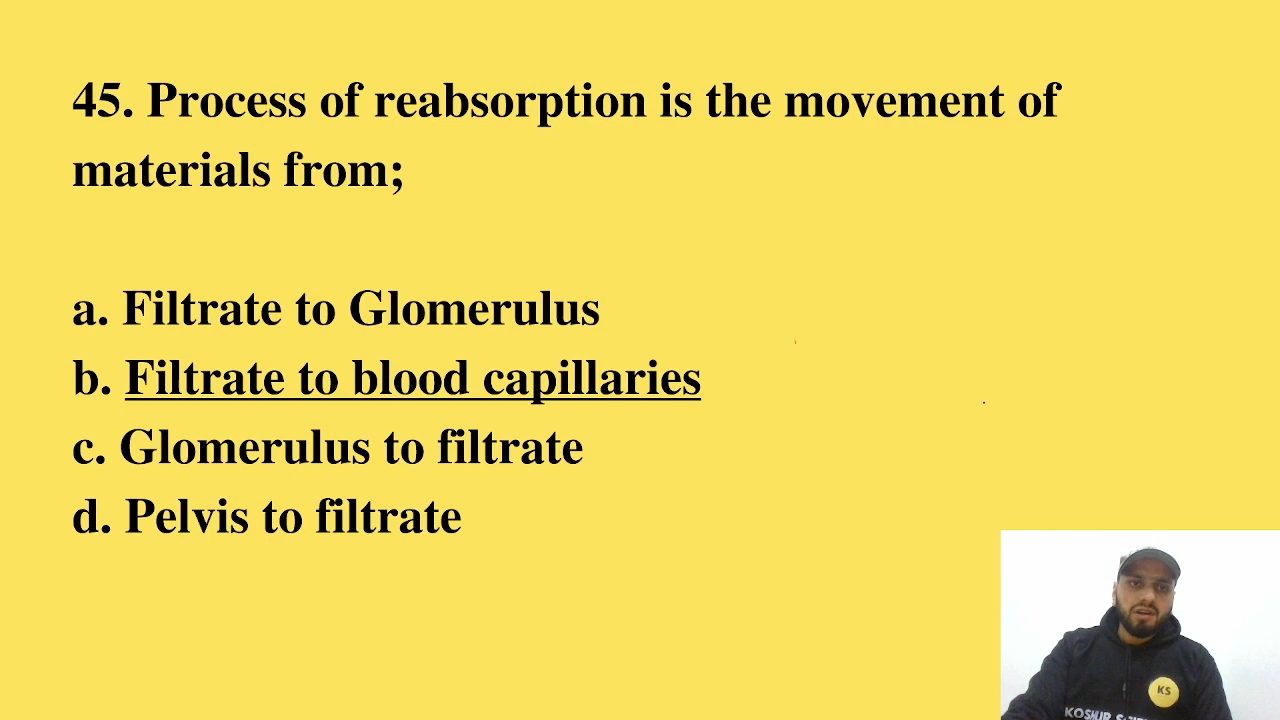 45. Process of reabsorption is the movement of
materials from;
a. Filtrate to Glomerulus
b. Filtrate to blood capillaries
c. Glomerulus to filtrate
d. Pelvis to filtrate
KS
KOSHUR